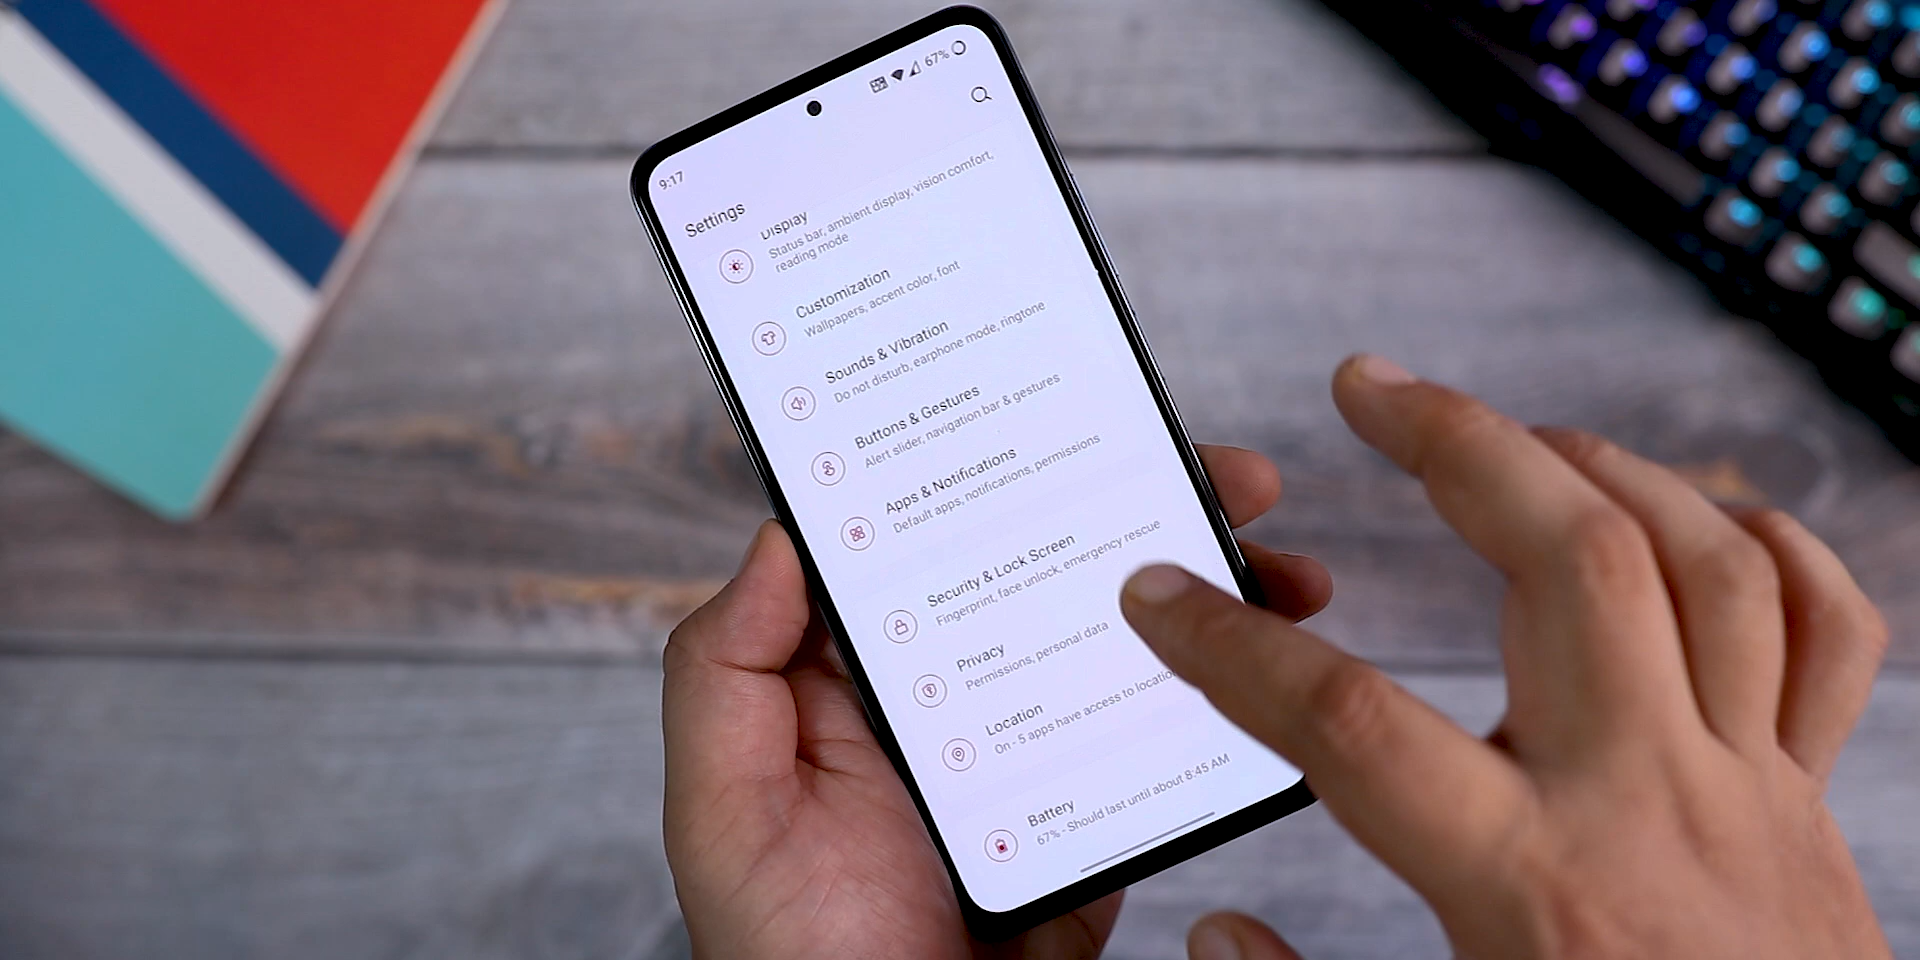 9:17
67%
Settings
Display
Status bar, ambient display, vision comfort,
reading mode
Customization
Wallpapers, accent color, font
Sounds & Vibration
Do not disturb, earphone mode, ringtone
Buttons & Gestures
Alert slider, navigation bar & gestures
Apps & Notifications
Default apps, notifications, permissions
Security & Lock Screen
Fingerprint, face unlock, emergency rescue
Privacy
Permissions, personal data
Location
On - 5 apps have access to location
Battery
67% - Should last until about 8:45 AM